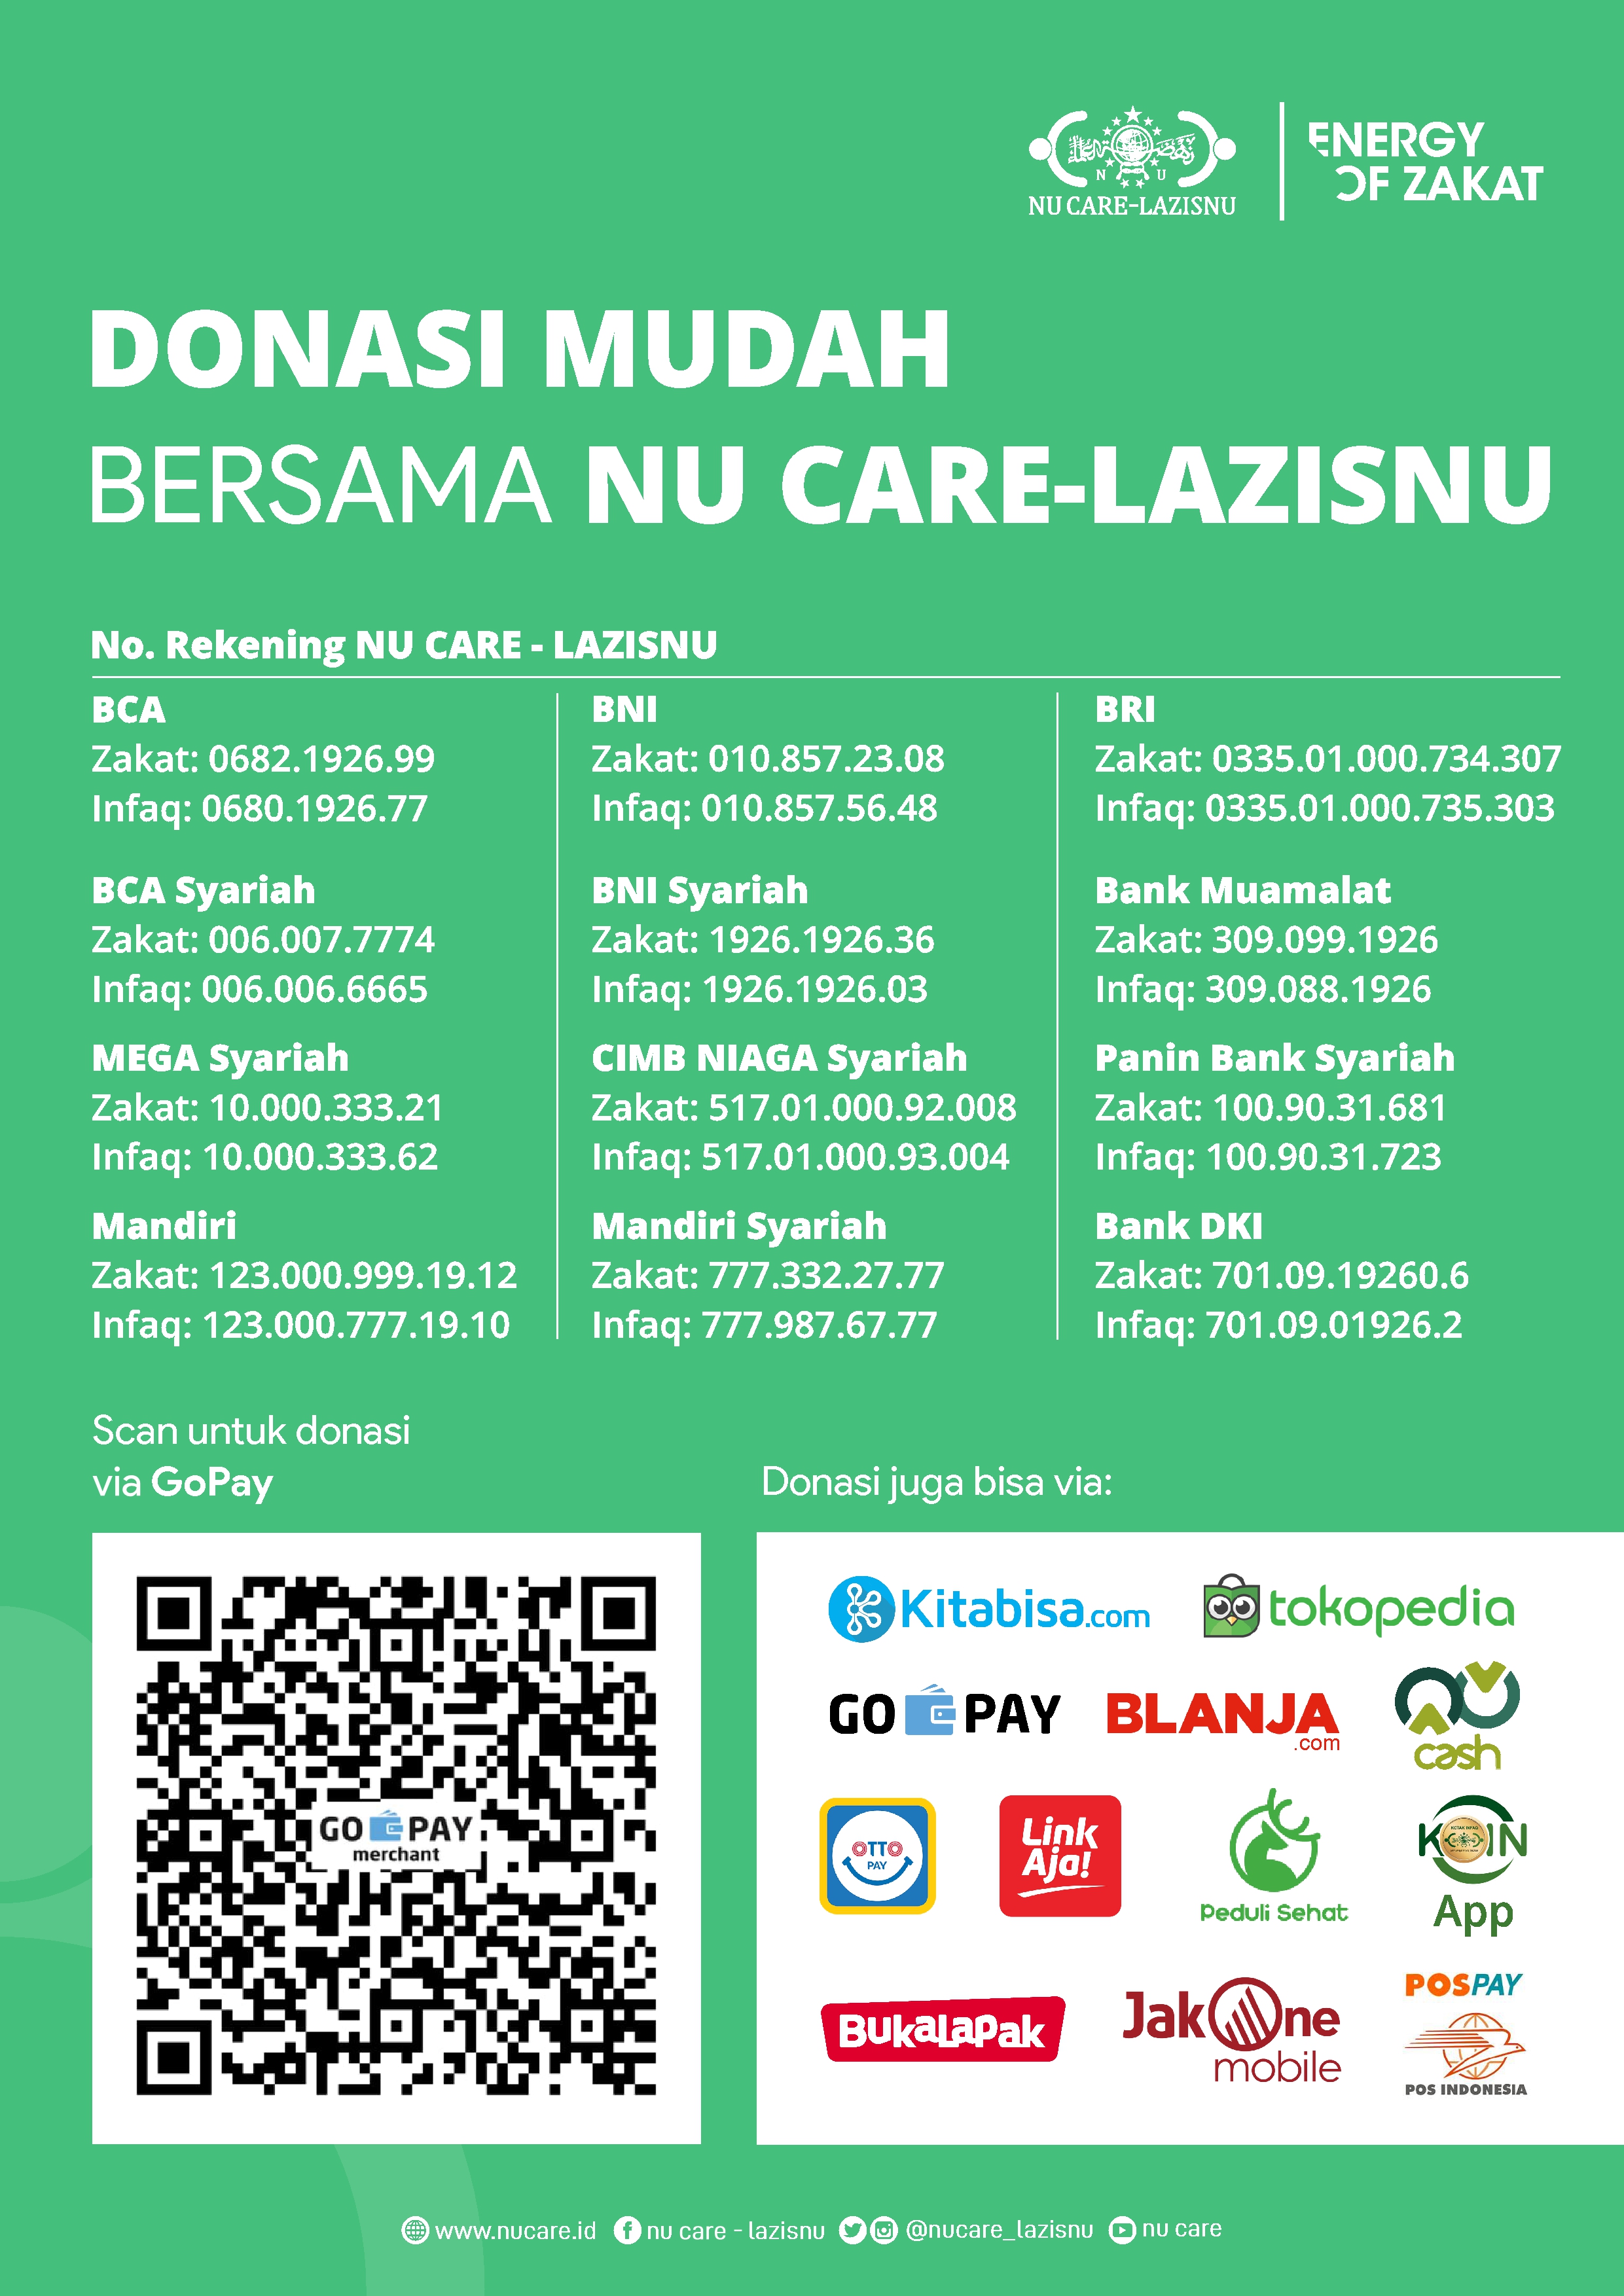 N U
NU CARE-LAZISNU
ENERGY
OF ZAKAT
DONASI MUDAH
BERSAMA NU CARE-LAZISNU
No. Rekening NU CARE - LAZISNU
BCA
Zakat: 0682.1926.99
Infaq: 0680.1926.77
BCA Syariah
Zakat: 006.007.7774
Infaq: 006.006.6665
MEGA Syariah
Zakat: 10.000.333.21
Infaq: 10.000.333.62
Mandiri
Zakat: 123.000.999.19.12
Infaq: 123.000.777.19.10
BNI
Zakat: 010.857.23.08
Infaq: 010.857.56.48
BNI Syariah
Zakat: 1926.1926.36
Infaq: 1926.1926.03
CIMB NIAGA Syariah
Zakat: 517.01.000.92.008
Infaq: 517.01.000.93.004
Mandiri Syariah
Zakat: 777.332.27.77
Infaq: 777.987.67.77
BRI
Zakat: 0335.01.000.734.307
Infaq: 0335.01.000.735.303
Bank Muamalat
Zakat: 309.099.1926
Infaq: 309.088.1926
Panin Bank Syariah
Zakat: 100.90.31.681
Infaq: 100.90.31.723
Bank DKI
Zakat: 701.09.19260.6
Infaq: 701.09.01926.2
Scan untuk donasi
via GoPay
GO PAY
merchant
Donasi juga bisa via:
Kitabisa.com
tokopedia
GO PAY
BLANJA
.com
NU
cash
OTTO
PAY
Link
Aja!
Peduli Sehat
KOIN
App
BukaLapak
JakOne
mobile
POSPAY
POS INDONESIA
www.nucare.id
nu care - lazisnu
@nucare_lazisnu
nu care